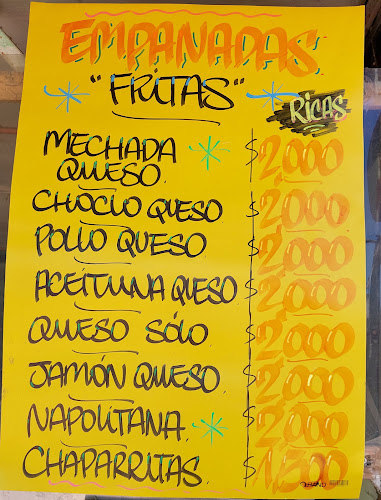 EMPANADAS
"FRITAS"
RICAS
MECHADA
QUESO. $2,000
CHOCLO QUESO $2,000
POLLO QUESO $2,000
ACEITUNA QUESO $2,000
QUESO SÓLO $2,000
JAMÓN QUESO. $2,000
NAPOLITANA. $2,000
CHAPARRITAS. $1,500